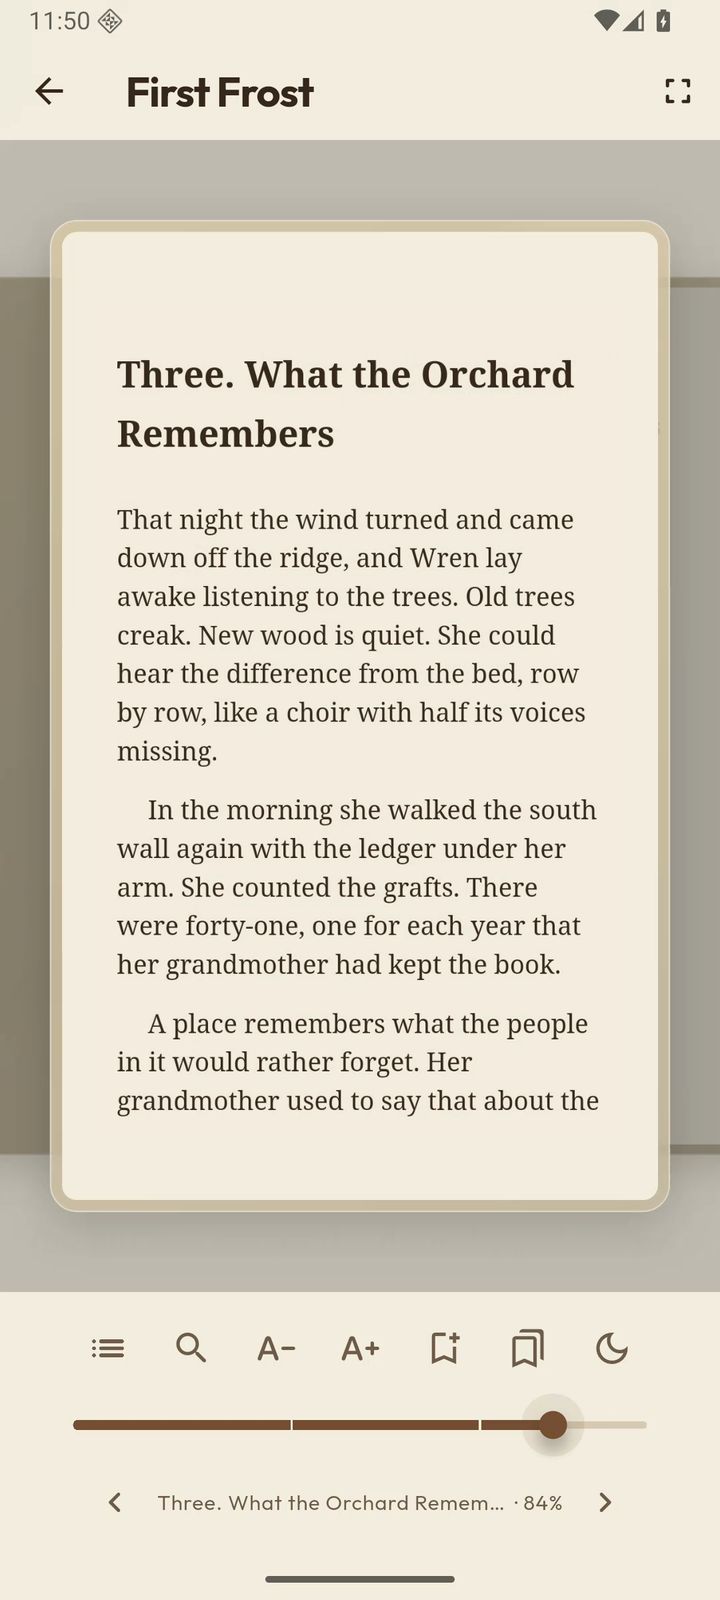 11:50
First Frost
Three. What the Orchard
Remembers
That night the wind turned and came
down off the ridge, and Wren lay
awake listening to the trees. Old trees
creak. New wood is quiet. She could
hear the difference from the bed, row
by row, like a choir with half its voices
missing.
In the morning she walked the south
wall again with the ledger under her
arm. She counted the grafts. There
were forty-one, one for each year that
her grandmother had kept the book.
A place remembers what the people
in it would rather forget. Her
grandmother used to say that about the
A− A+
Three. What the Orchard Remem... · 84%